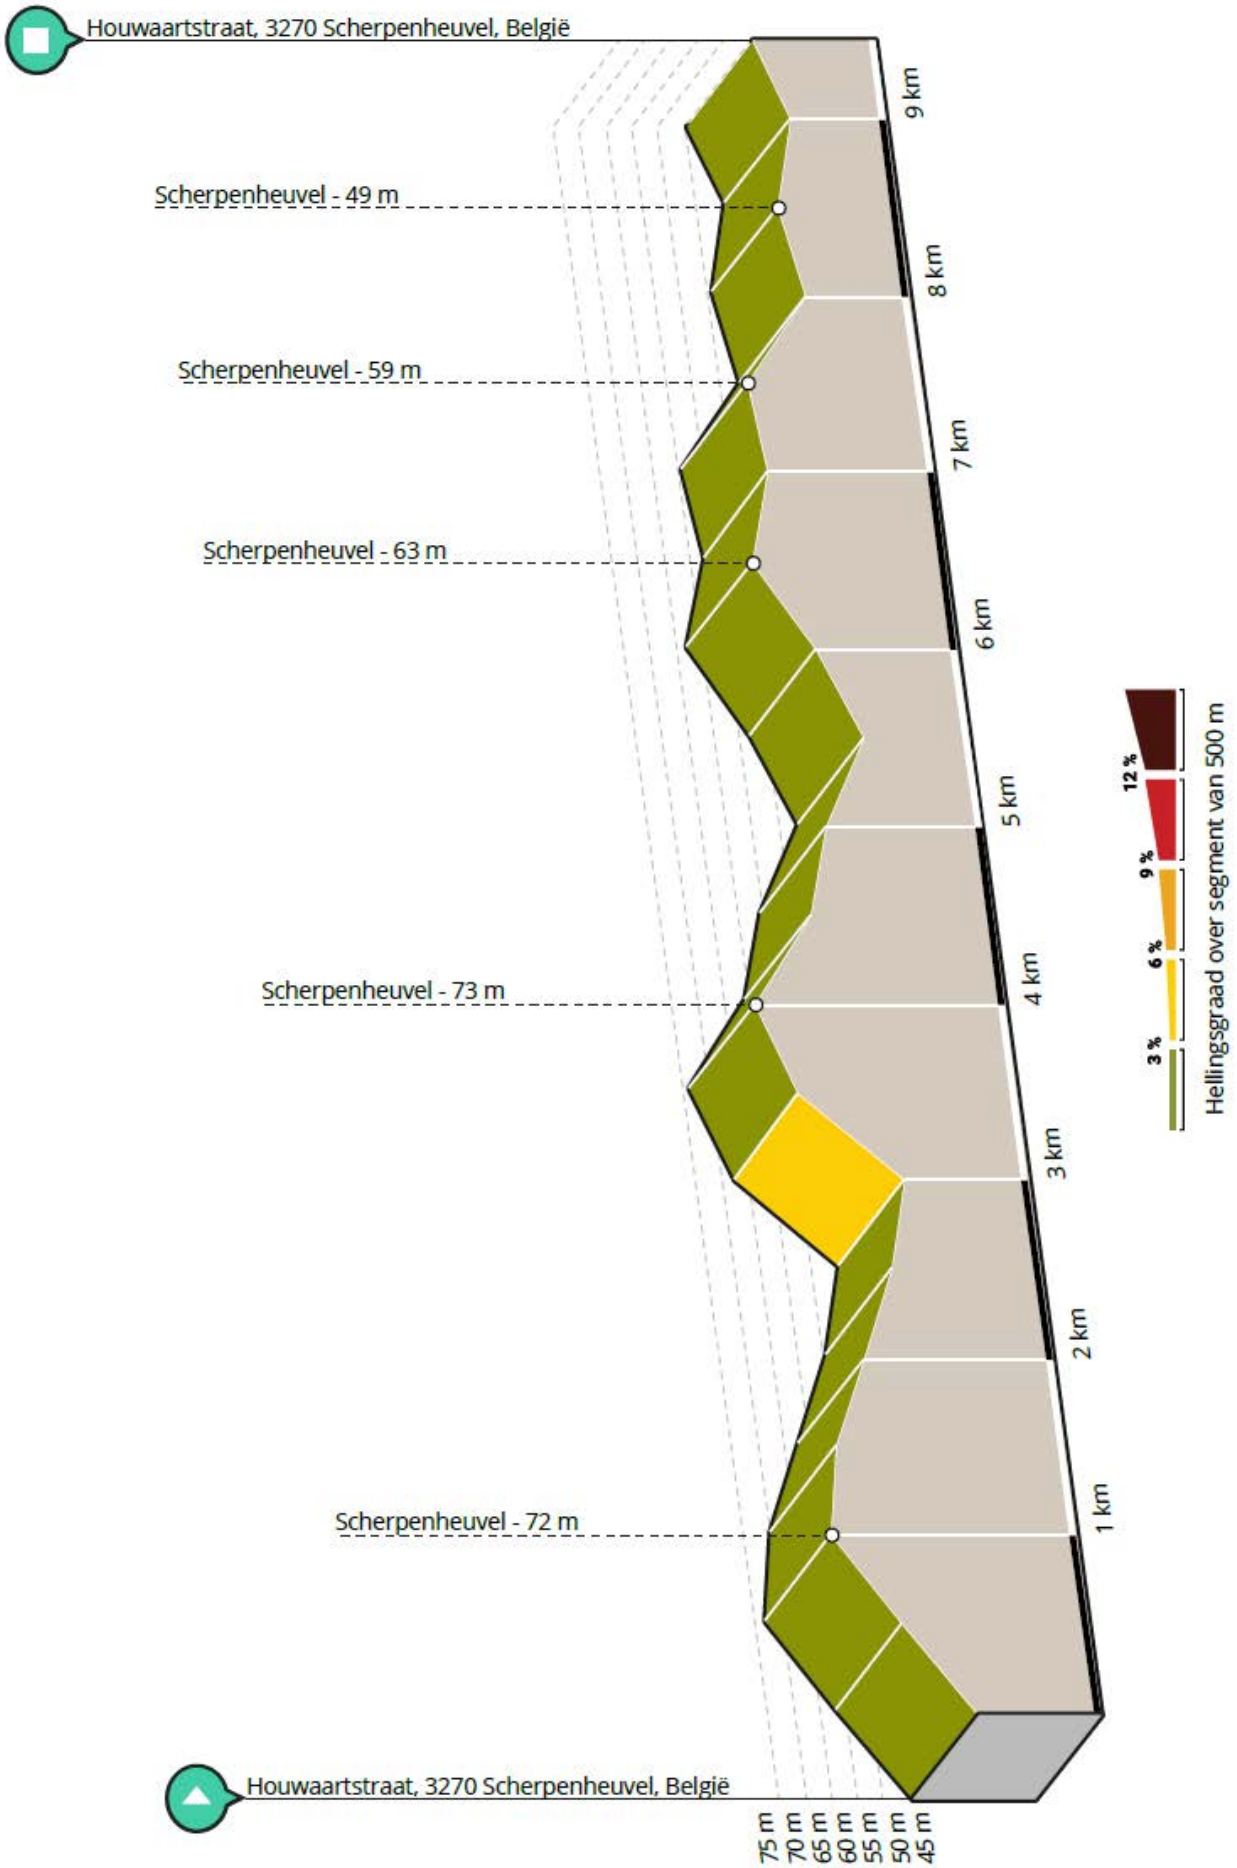 Houwaartstraat, 3270 Scherpenheuvel, België
9 km
Scherpenheuvel - 49 m
8 km
Scherpenheuvel - 59 m
7 km
Scherpenheuvel - 63 m
6 km
5 km
Scherpenheuvel - 73 m
4 km
3 km
2 km
Scherpenheuvel - 72 m
1 km
Houwaartstraat, 3270 Scherpenheuvel, België
75 m
70 m
65 m
60 m
55 m
50 m
45 m
3 %
6 %
9 %
12 %
Hellingsgraad over segment van 500 m